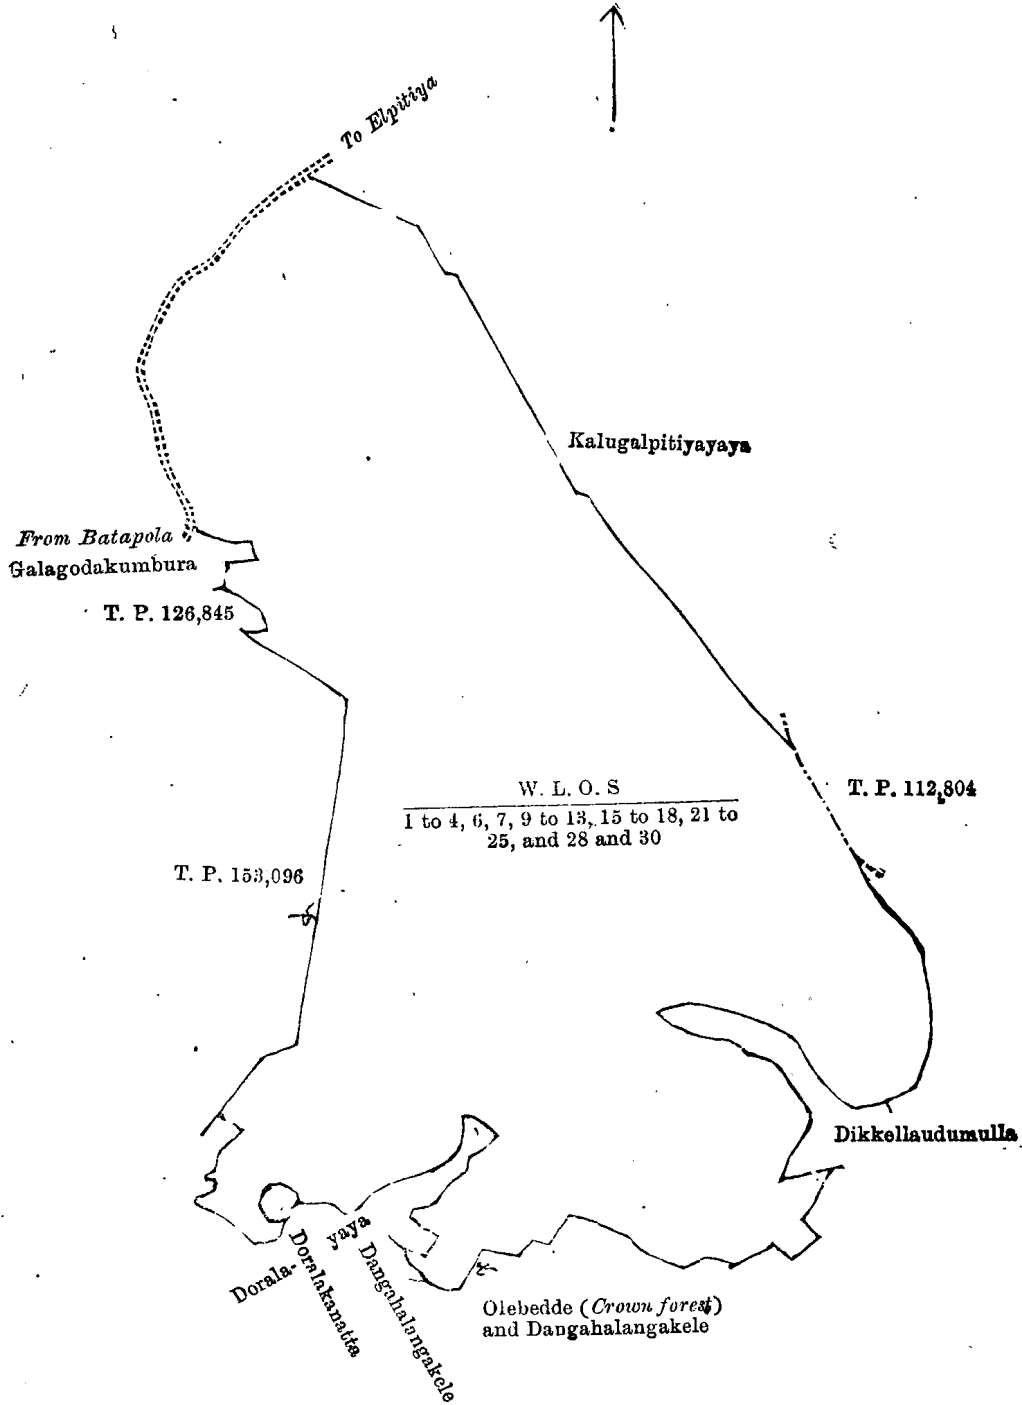 To Elpitiya
Kalugalpitiyayaya
From Batapola
Galagodakumbura
T. P. 126,845
W. L. O. S
1 to 4, 6, 7, 9 to 13, 15 to 18, 21 to
25, and 28 and 30
T. P. 112,804
T. P. 153,096
Dikkellaudumulla
Dorala-
yaya
Doralakanatta
Dangahalangakele
Olebedde (Crown forest)
and Dangahalangakele